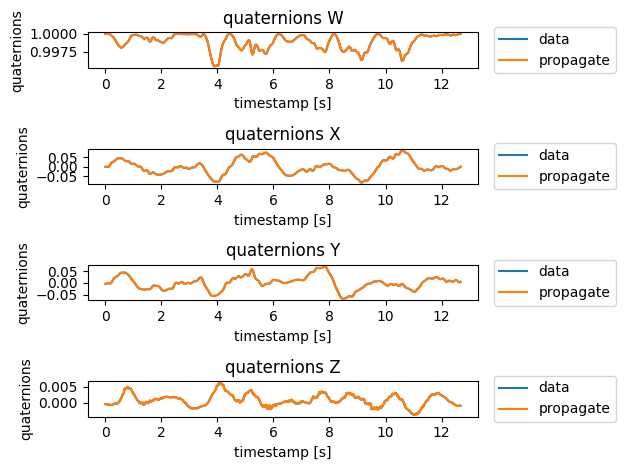 quaternions W
quaternions
1.0000
0.9975
0 2 4 6 8 10 12
timestamp [s]
data
propagate
quaternions X
quaternions
0.05
0.00
−0.05
0 2 4 6 8 10 12
timestamp [s]
data
propagate
quaternions Y
quaternions
0.05
0.00
−0.05
0 2 4 6 8 10 12
timestamp [s]
data
propagate
quaternions Z
quaternions
0.005
0.000
0 2 4 6 8 10 12
timestamp [s]
data
propagate